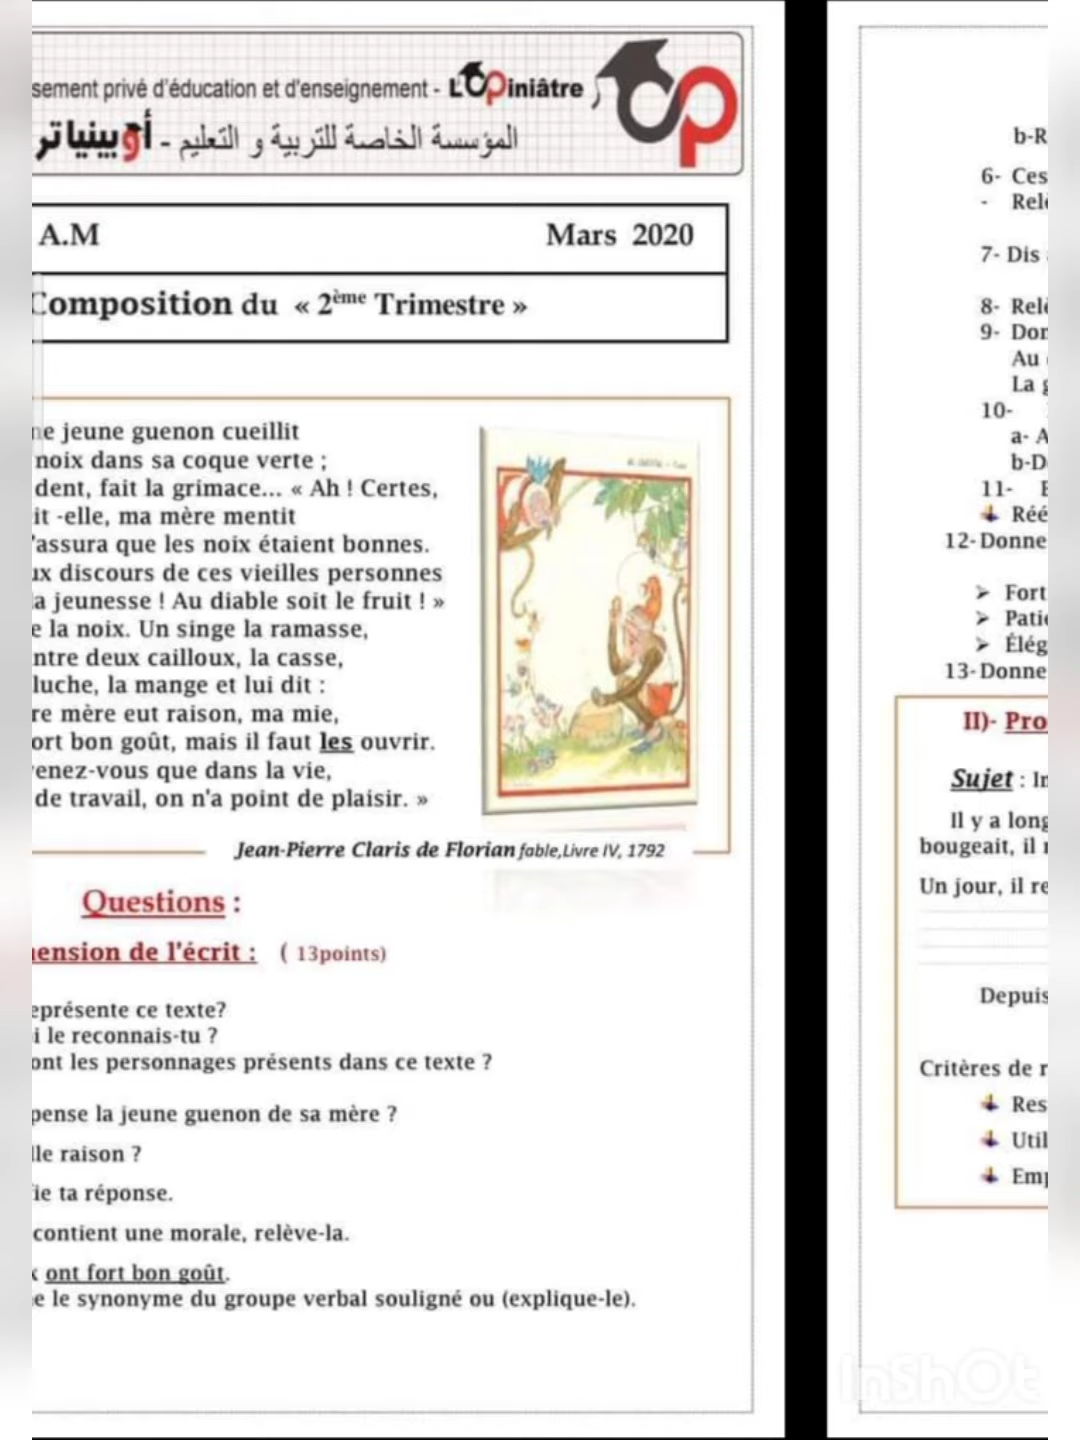 sement privé d'éducation et d'enseignement - L'OPiniâtre
المؤسسة الخاصة للتربية و التعليم - أوبينياتر
A.M Mars 2020
Composition du « 2ème Trimestre »
ne jeune guenon cueillit
noix dans sa coque verte ;
dent, fait la grimace... « Ah ! Certes,
it -elle, ma mère mentit
'assura que les noix étaient bonnes.
ux discours de ces vieilles personnes
a jeunesse ! Au diable soit le fruit ! »
e la noix. Un singe la ramasse,
ntre deux cailloux, la casse,
luche, la mange et lui dit :
re mère eut raison, ma mie,
ort bon goût, mais il faut les ouvrir.
enez-vous que dans la vie,
de travail, on n'a point de plaisir. »
Jean-Pierre Claris de Florian fable,Livre IV, 1792
Questions :
ension de l'écrit : ( 13points)
eprésente ce texte?
i le reconnais-tu ?
ont les personnages présents dans ce texte ?
pense la jeune guenon de sa mère ?
lle raison ?
ie ta réponse.
contient une morale, relève-la.
ont fort bon goût.
e le synonyme du groupe verbal souligné ou (explique-le).
b-R
6- Ces
- Relè
7- Dis
8- Relè
9- Don
Au
La g
10-
a- A
b-D
11- E
Réé
12-Donne
Fort
Patie
Élég
13-Donne
II)- Pro
Sujet : In
Il y a long
bougeait, il
Un jour, il re
Depuis
Critères de r
Res
Util
Emp
InShOt